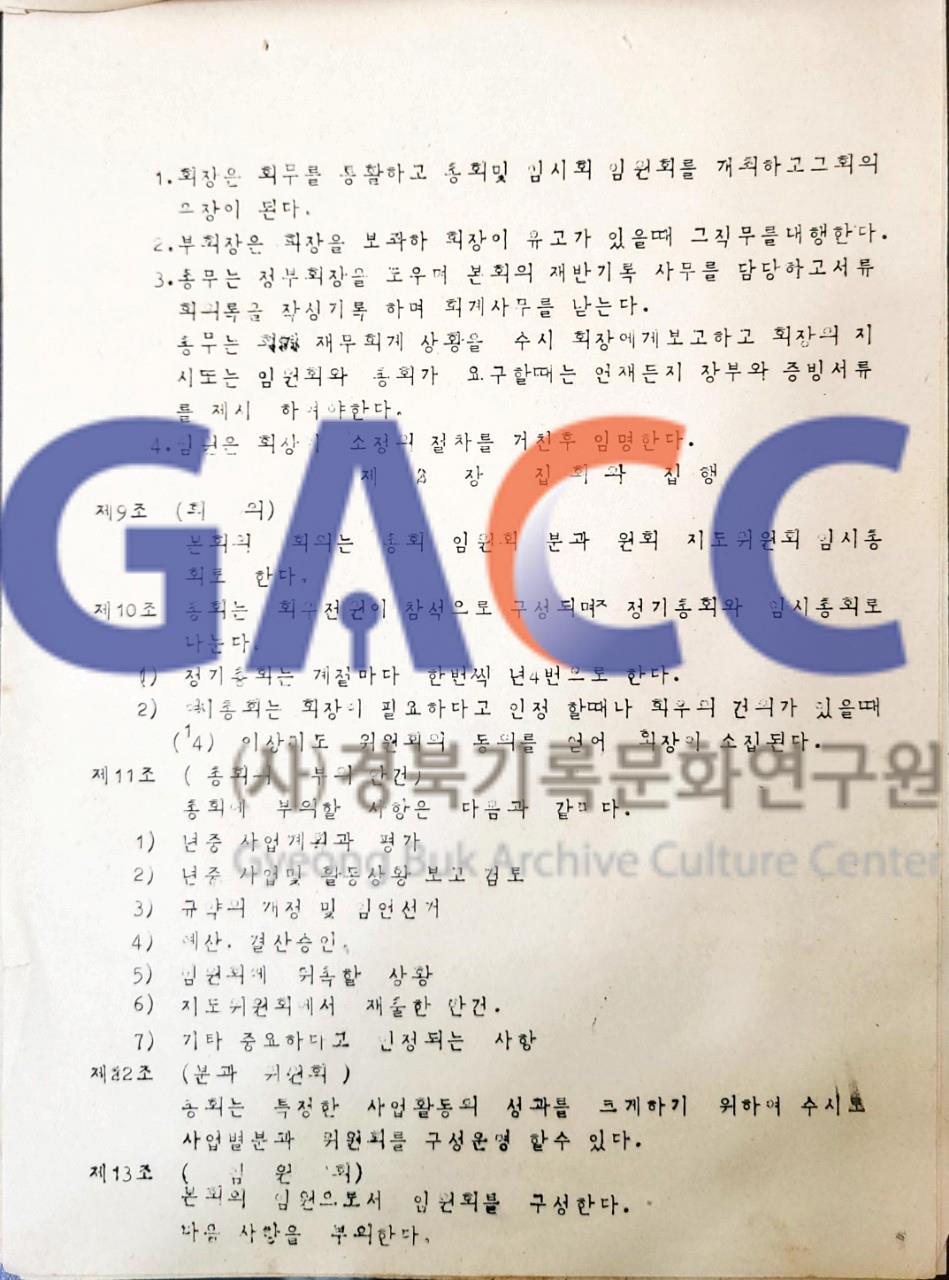 1. 회장은 회무를 통활하고 총회및 임시회 임원회를 개최하고그회의
으장이 된다.
2. 부회장은 회장을 보좌하 회장이 유고가 있을때 그직무를대행한다.
3. 총무는 정부회장을 도우며 본회의 재반기록 사무를 담당하고서류
회의록을 작성기록 하며 회계사무를 낟는다.
총무는 재무회게 상황을 수시 회장에게보고하고 회장의 지
시또는 임원회와 총회가 요구할때는 언재든지 장부와 증빙서류
를 제시 하여야한다.
4. 임원은 회장이 소정의 절차를 거친후 임명한다.
제 장 집회와 집행
제9조 (회 의)
본회의 회의는 총회 임원회 분과 원회 지도위원회 임시총
회로 한다.
제10조 총회는 회우전원이 참석으로 구성되며 정기총회와 임시총회로
나눈다.
1) 정기총회는 계절마다 한번씩 년4번으로 한다.
2) 총회는 회장이 필요하다고 인정 할때나 회우의 건의가 있을때
(1/4) 이상지도 위원회의 동의를 얻어 회장이 소집된다.
제11조 (총회의 부의 안건)
총회에 부의할 사항은 다음과 같다.
1) 년중 사업계획과 평가
2) 년중 사업및 활동상황 보고 검토
3) 규약의 개정 및 임언선거
4) 예산. 결산승인.
5) 임원회에 위촉할 상황
6) 지도위원회에서 재출한 안건.
7) 기타 중요하다고 인정되는 사항
(분과 위원회)
총회는 특정한 사업활동의 성과를 크게하기 위하여 수시로
사업별분과 위원회를 구성운영 할수 있다.
제13조 (임 원 회)
본회의 임원으로서 임원회를 구성한다.
다음 사항을 부의한다.
GACC
(사)경북기록문화연구원
Gyeong Buk Archive Culture Center